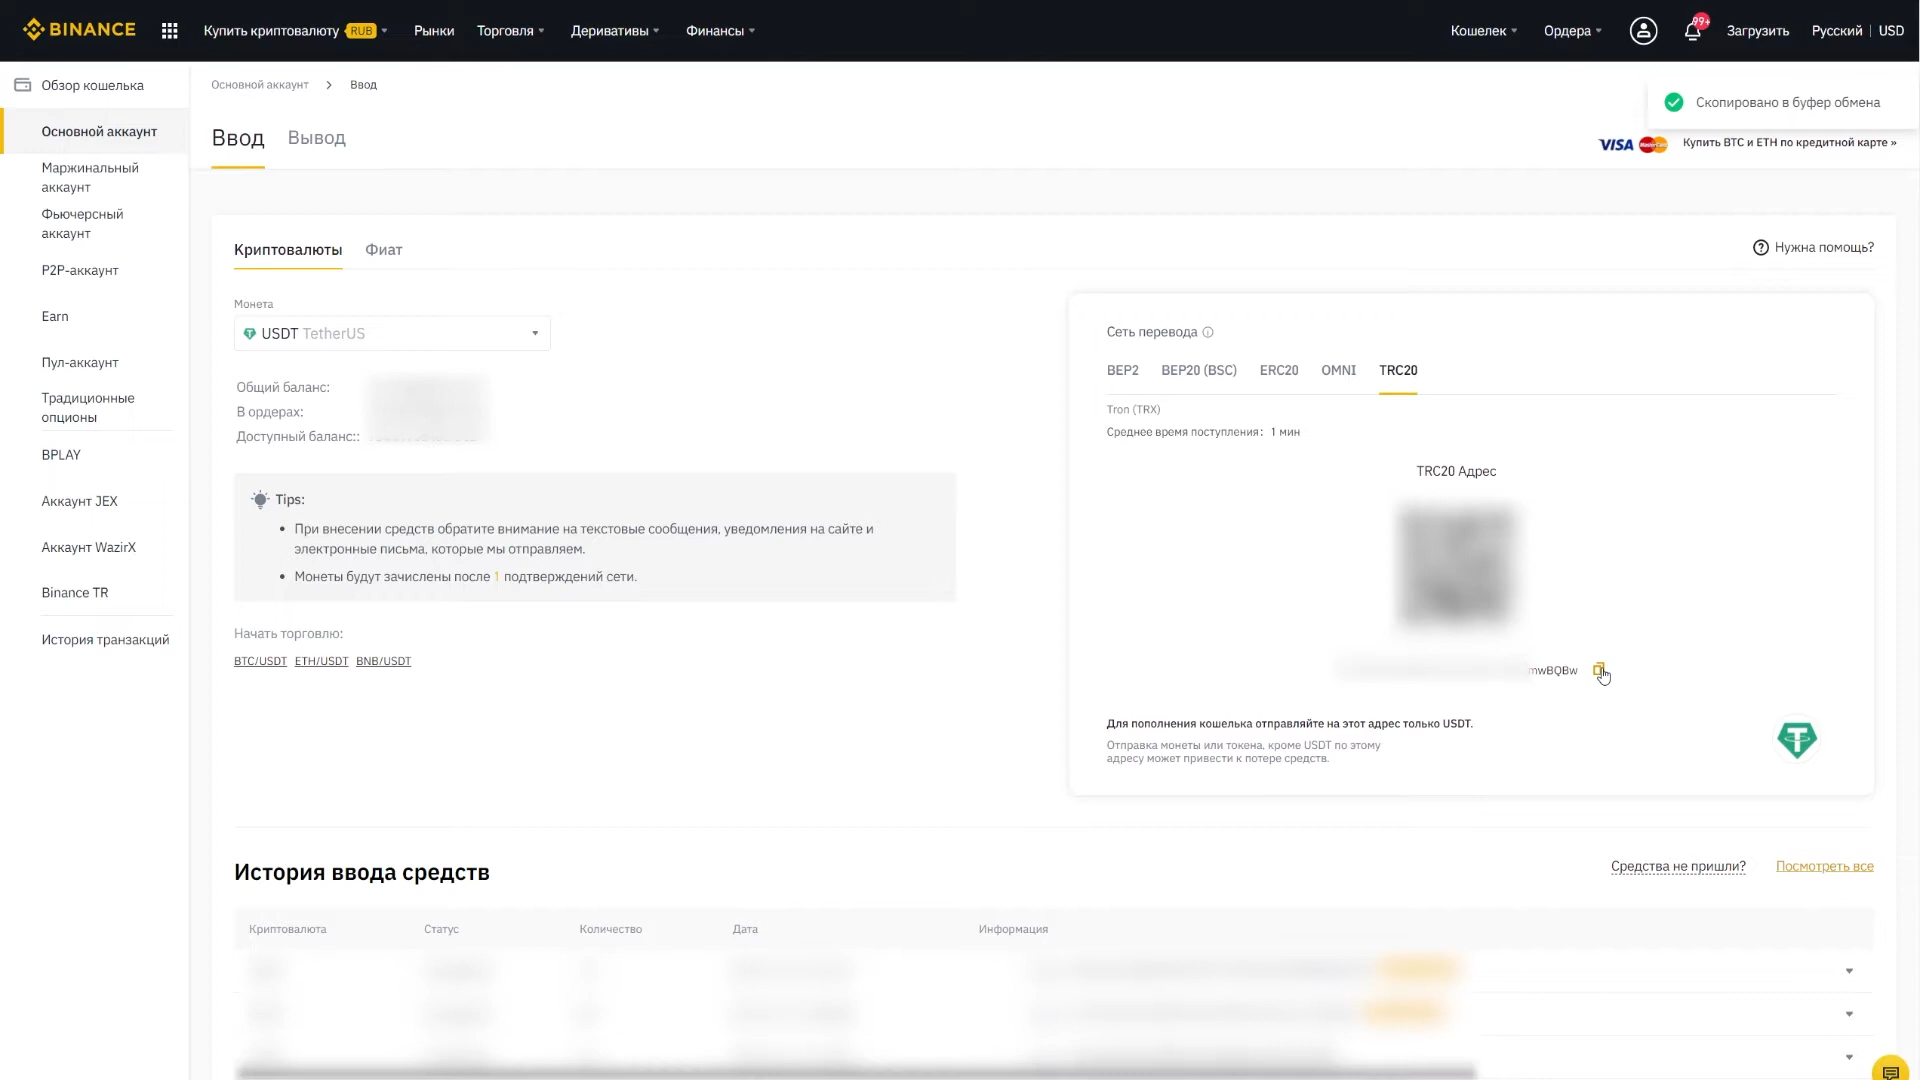 BINANCE
Купить криптовалюту RUB
Рынки
Торговля
Деривативы
Финансы
Кошелек
Ордера
99+
Загрузить
Русский | USD
Обзор кошелька
Основной аккаунт
Маржинальный
аккаунт
Фьючерсный
аккаунт
P2P-аккаунт
Earn
Пул-аккаунт
Традиционные
опционы
BPLAY
Аккаунт JEX
Аккаунт WazirX
Binance TR
История транзакций
Основной аккаунт > Ввод
Скопировано в буфер обмена
Ввод Вывод
VISA MasterCard Купить BTC и ETH по кредитной карте »
Криптовалюты Фиат
Нужна помощь?
Монета
USDT TetherUS
Общий баланс:
В ордерах:
Доступный баланс::
Tips:
• При внесении средств обратите внимание на текстовые сообщения, уведомления на сайте и
электронные письма, которые мы отправляем.
• Монеты будут зачислены после 1 подтверждений сети.
Начать торговлю:
BTC/USDT ETH/USDT BNB/USDT
Сеть перевода
BEP2 BEP20 (BSC) ERC20 OMNI TRC20
Tron (TRX)
Среднее время поступления: 1 мин
TRC20 Адрес
mwBQBw
Для пополнения кошелька отправляйте на этот адрес только USDT.
Отправка монеты или токена, кроме USDT по этому
адресу может привести к потере средств.
История ввода средств
Средства не пришли?
Посмотреть все
Криптовалюта Статус Количество Дата Информация